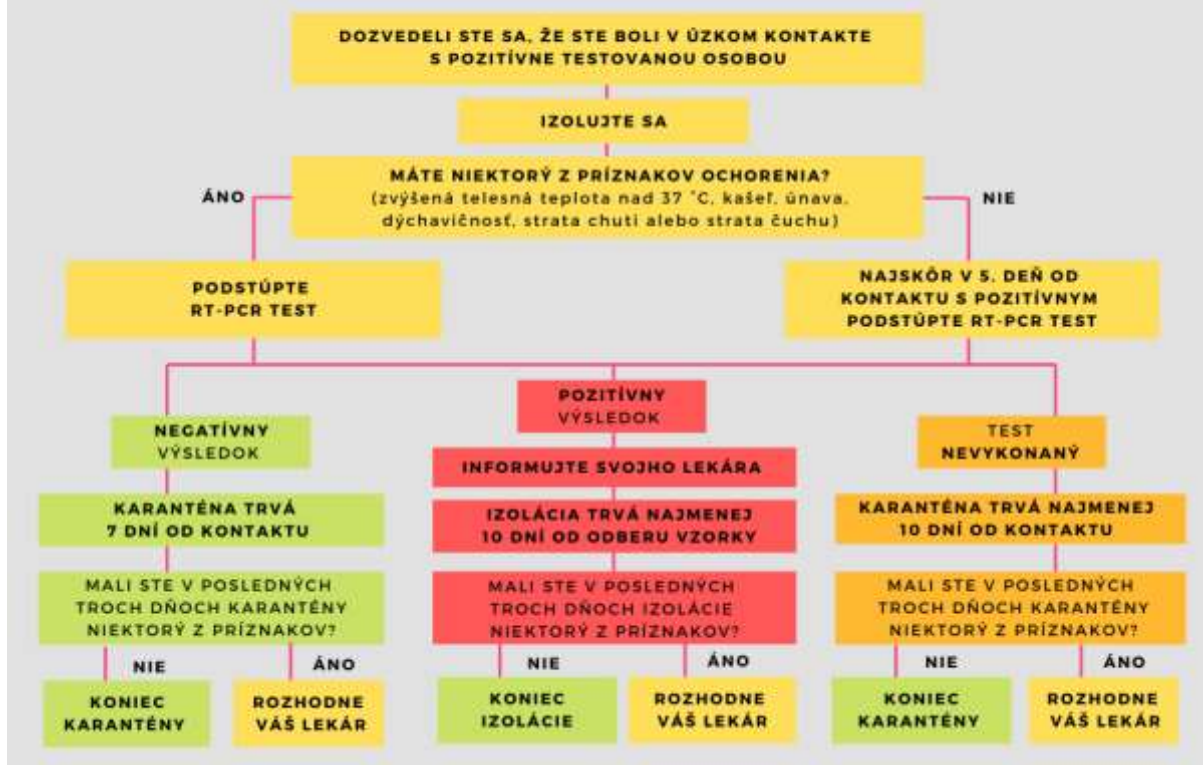 DOZVEDELI STE SA, ŽE STE BOLI V ÚZKOM KONTAKTE
S POZITÍVNE TESTOVANOU OSOBOU
IZOLUJTE SA
MÁTE NIEKTORÝ Z PRÍZNAKOV OCHORENIA?
(zvýšená telesná teplota nad 37 °C, kašeľ, únava,
dýchavičnosť, strata chuti alebo strata čuchu)
ÁNO
NIE
PODSTÚPTE
RT-PCR TEST
NAJSKÔR V 5. DEŇ OD
KONTAKTU S POZITÍVNYM
PODSTÚPTE RT-PCR TEST
NEGATÍVNY
VÝSLEDOK
KARANTÉNA TRVÁ
7 DNÍ OD KONTAKTU
MALI STE V POSLEDNÝCH
TROCH DŇOCH KARANTÉNY
NIEKTORÝ Z PRÍZNAKOV?
NIE
ÁNO
KONIEC
KARANTÉNY
ROZHODNE
VÁŠ LEKÁR
POZITÍVNY
VÝSLEDOK
INFORMUJTE SVOJHO LEKÁRA
IZOLÁCIA TRVÁ NAJMENEJ
10 DNÍ OD ODBERU VZORKY
MALI STE V POSLEDNÝCH
TROCH DŇOCH IZOLÁCIE
NIEKTORÝ Z PRÍZNAKOV?
NIE
ÁNO
KONIEC
IZOLÁCIE
ROZHODNE
VÁŠ LEKÁR
TEST
NEVYKONANÝ
KARANTÉNA TRVÁ NAJMENEJ
10 DNÍ OD KONTAKTU
MALI STE V POSLEDNÝCH
TROCH DŇOCH KARANTÉNY
NIEKTORÝ Z PRÍZNAKOV?
NIE
ÁNO
KONIEC
KARANTÉNY
ROZHODNE
VÁŠ LEKÁR